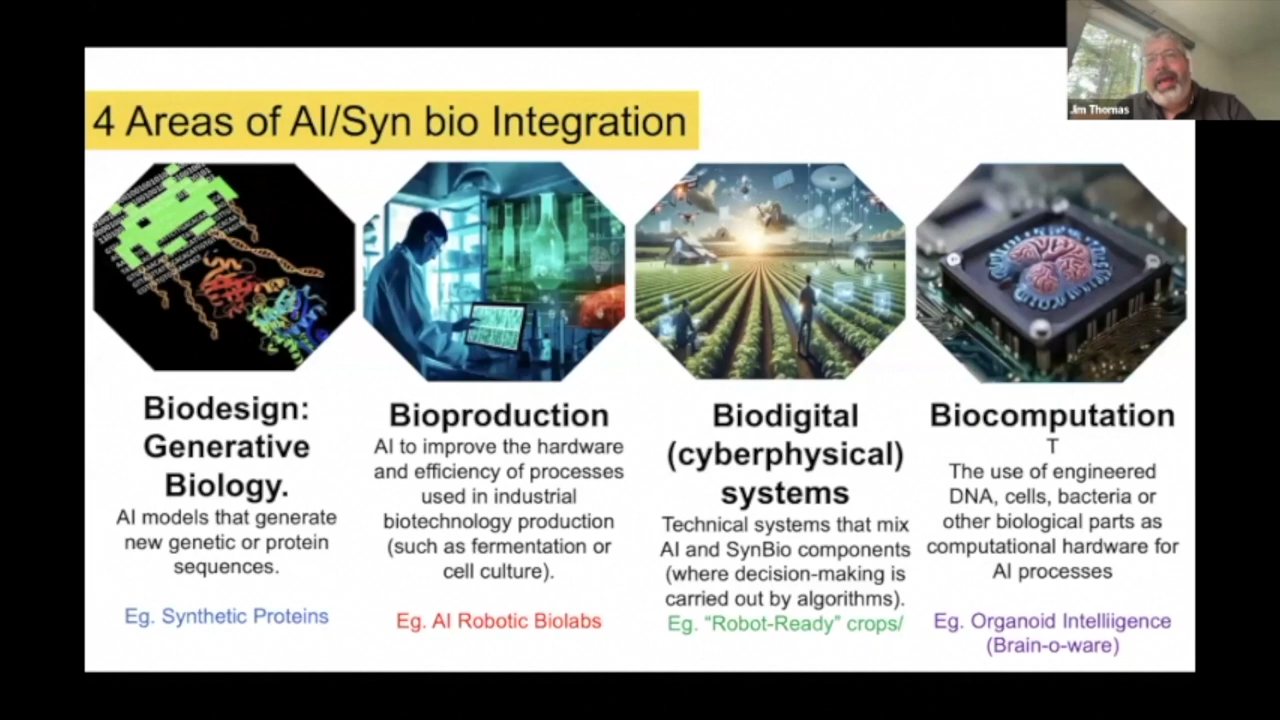 4 Areas of AI/Syn bio Integration
Jim Thomas
Biodesign:
Generative
Biology.
AI models that generate
new genetic or protein
sequences.
Eg. Synthetic Proteins
Bioproduction
AI to improve the hardware
and efficiency of processes
used in industrial
biotechnology production
(such as fermentation or
cell culture).
Eg. AI Robotic Biolabs
Biodigital
(cyberphysical)
systems
Technical systems that mix
AI and SynBio components
(where decision-making is
carried out by algorithms).
Eg. “Robot-Ready” crops/
Biocomputation
T
The use of engineered
DNA, cells, bacteria or
other biological parts as
computational hardware for
AI processes
Eg. Organoid Intelliigence
(Brain-o-ware)